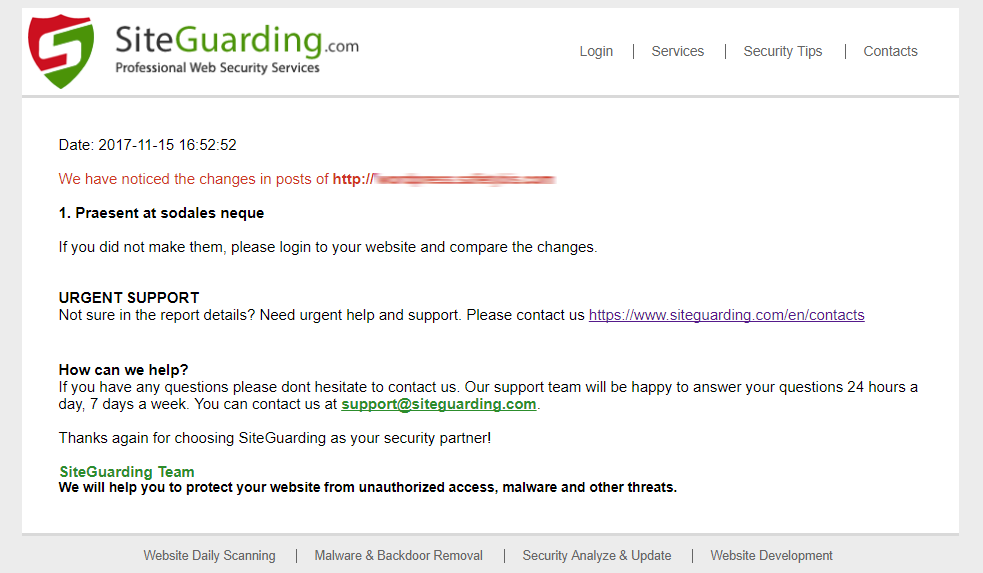 SiteGuarding.com
Professional Web Security Services
Login | Services | Security Tips | Contacts
Date: 2017-11-15 16:52:52
We have noticed the changes in posts of http://
1. Praesent at sodales neque
If you did not make them, please login to your website and compare the changes.
URGENT SUPPORT
Not sure in the report details? Need urgent help and support. Please contact us https://www.siteguarding.com/en/contacts
How can we help?
If you have any questions please dont hesitate to contact us. Our support team will be happy to answer your questions 24 hours a
day, 7 days a week. You can contact us at support@siteguarding.com.
Thanks again for choosing SiteGuarding as your security partner!
SiteGuarding Team
We will help you to protect your website from unauthorized access, malware and other threats.
Website Daily Scanning | Malware & Backdoor Removal | Security Analyze & Update | Website Development